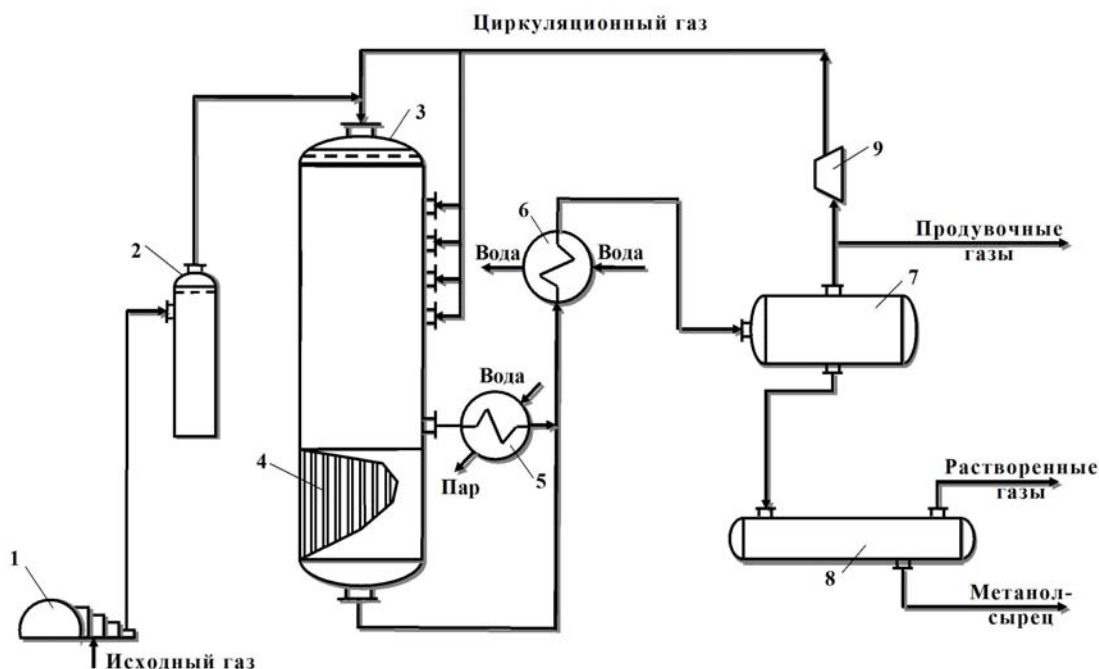 Циркуляционный газ
3
9
2
6
Вода
Вода
Продувочные
газы
7
Вода
4
5
Пар
Растворенные
газы
8
1
Метанол-
сырец
Исходный газ